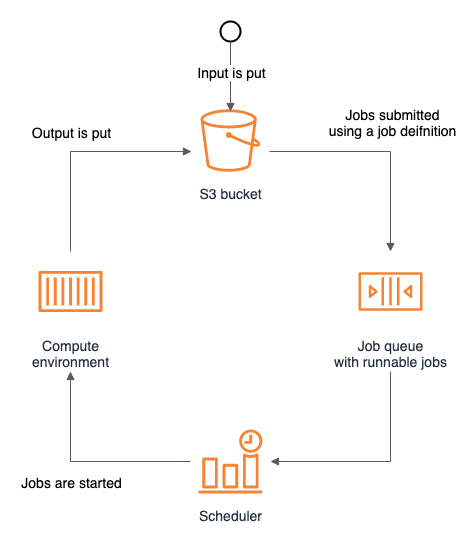 Input is put
Jobs submitted
using a job deifnition
Output is put
S3 bucket
Compute
environment
Job queue
with runnable jobs
Jobs are started
Scheduler